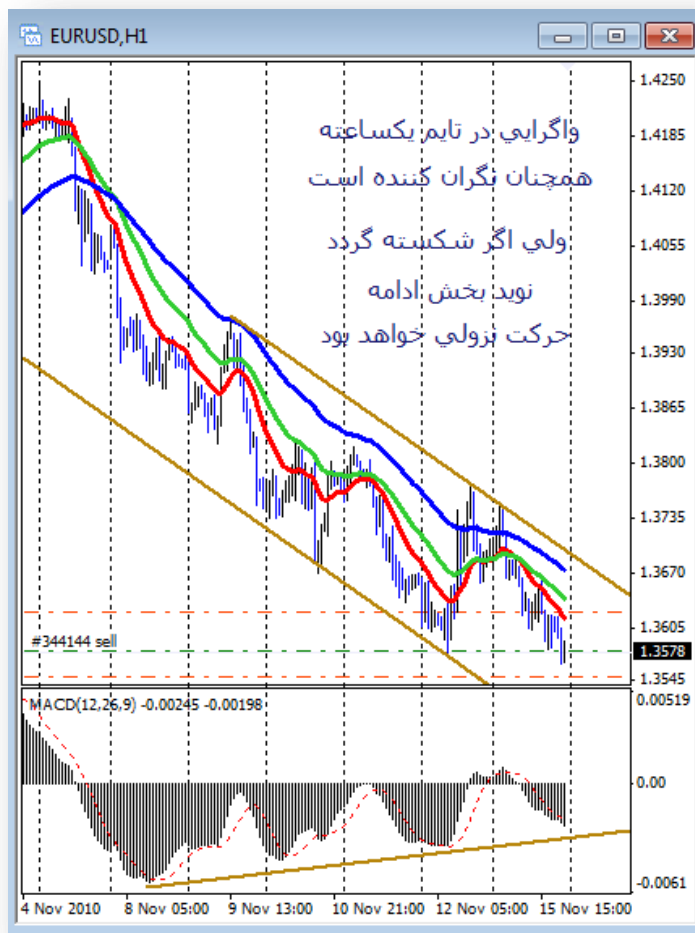 EURUSD,H1
واگرايي در تايم يكساعته
همچنان نگران كننده است
ولي اگر شكسته گردد
نويد بخش ادامه
حركت نزولي خواهد بود
1.4250
1.4185
1.4120
1.4055
1.3990
1.3930
1.3865
1.3800
1.3735
1.3670
1.3605
#344144 sell
1.3578
1.3545
MACD(12,26,9) -0.00245 -0.00198
0.00519
0.00
-0.0061
4 Nov 2010 8 Nov 05:00 9 Nov 13:00 10 Nov 21:00 12 Nov 05:00 15 Nov 15:00